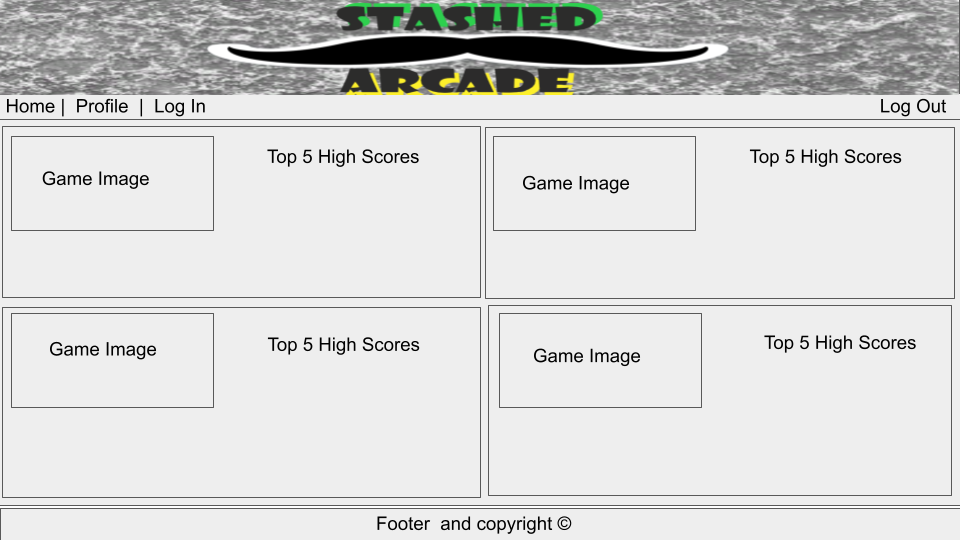 STASHED
ARCADE
Home | Profile | Log In
Log Out
Game Image
Top 5 High Scores
Game Image
Top 5 High Scores
Game Image
Top 5 High Scores
Game Image
Top 5 High Scores
Footer and copyright ©